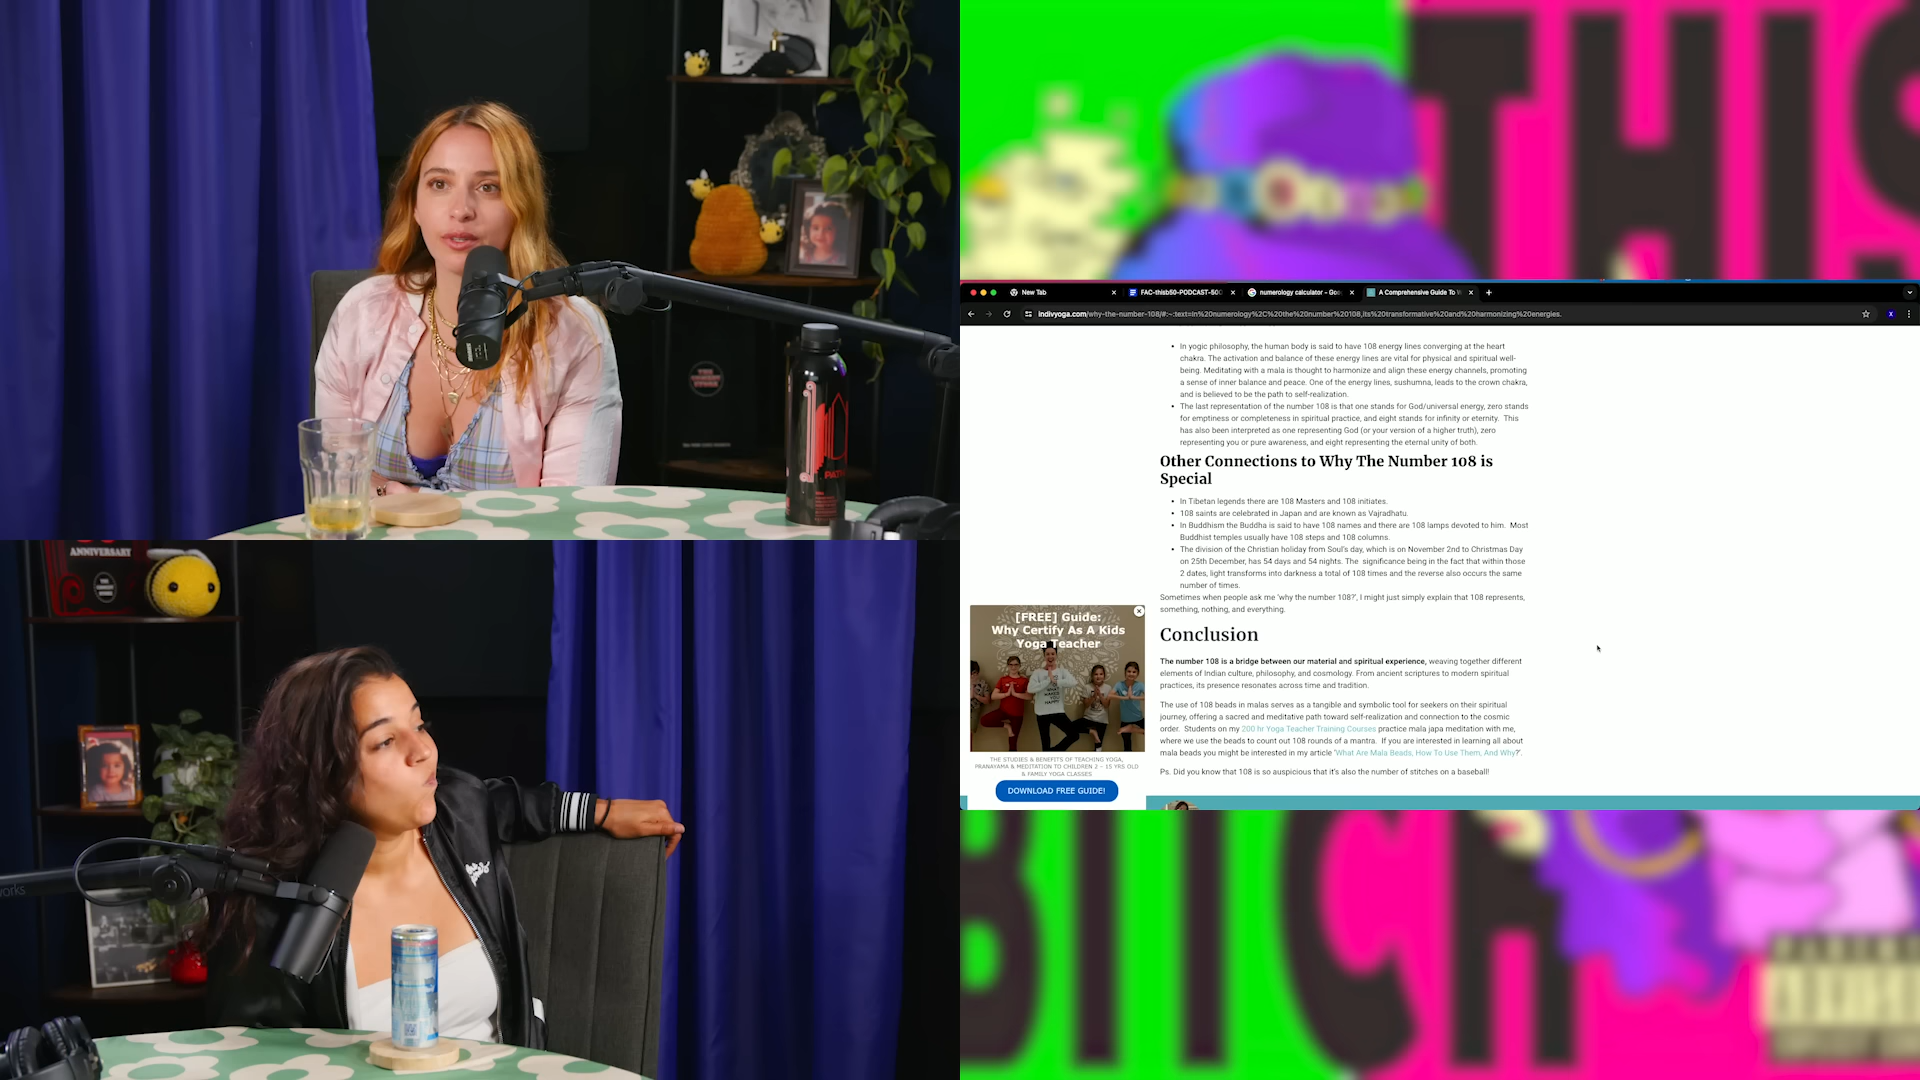 ANNIVERSARY
works
THIS
New Tab
FAC-thisb50-PODCAST-50
numerology calculator - Goo
A Comprehensive Guide To W
indivyoga.com/why-the-number-108/#:~:text=In%20numerology%2C%20the%20number%20108,its%20transformative%20and%20harmonizing%20energies.
• In yogic philosophy, the human body is said to have 108 energy lines converging at the heart
chakra. The activation and balance of these energy lines are vital for physical and spiritual well-
being. Meditating with a mala is thought to harmonize and align these energy channels, promoting
a sense of inner balance and peace. One of the energy lines, sushumna, leads to the crown chakra,
and is believed to be the path to self-realization.
• The last representation of the number 108 is that one stands for God/universal energy, zero stands
for emptiness or completeness in spiritual practice, and eight stands for infinity or eternity. This
has also been interpreted as one representing God (or your version of a higher truth), zero
representing you or pure awareness, and eight representing the eternal unity of both.
Other Connections to Why The Number 108 is
Special
• In Tibetan legends there are 108 Masters and 108 initiates.
• 108 saints are celebrated in Japan and are known as Vajradhatu.
• In Buddhism the Buddha is said to have 108 names and there are 108 lamps devoted to him. Most
Buddhist temples usually have 108 steps and 108 columns.
• The division of the Christian holiday from Soul's day, which is on November 2nd to Christmas Day
on 25th December, has 54 days and 54 nights. The significance being in the fact that within those
2 dates, light transforms into darkness a total of 108 times and the reverse also occurs the same
number of times.
Sometimes when people ask me 'why the number 108?', I might just simply explain that 108 represents,
something, nothing, and everything.
Conclusion
The number 108 is a bridge between our material and spiritual experience, weaving together different
elements of Indian culture, philosophy, and cosmology. From ancient scriptures to modern spiritual
practices, its presence resonates across time and tradition.
The use of 108 beads in malas serves as a tangible and symbolic tool for seekers on their spiritual
journey, offering a sacred and meditative path toward self-realization and connection to the cosmic
order. Students on my 200 hr Yoga Teacher Training Courses practice mala japa meditation with me,
where we use the beads to count out 108 rounds of a mantra. If you are interested in learning all about
mala beads you might be interested in my article 'What Are Mala Beads, How To Use Them, And Why?'.
Ps. Did you know that 108 is so auspicious that it's also the number of stitches on a baseball!
[FREE] Guide:
Why Certify As A Kids
Yoga Teacher
THE STUDIES & BENEFITS OF TEACHING YOGA,
PRANAYAMA & MEDITATION TO CHILDREN 2 – 15 YRS OLD
& FAMILY YOGA CLASSES
DOWNLOAD FREE GUIDE!
BITCH